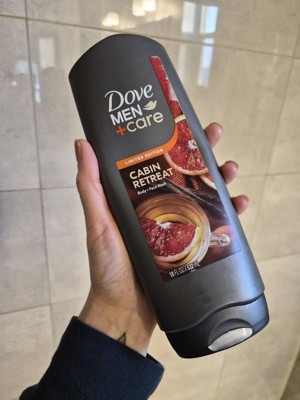 Dove
MEN
+care
LIMITED EDITION
CABIN
RETREAT
Body + Face Wash
18 FL OZ / 532 mL